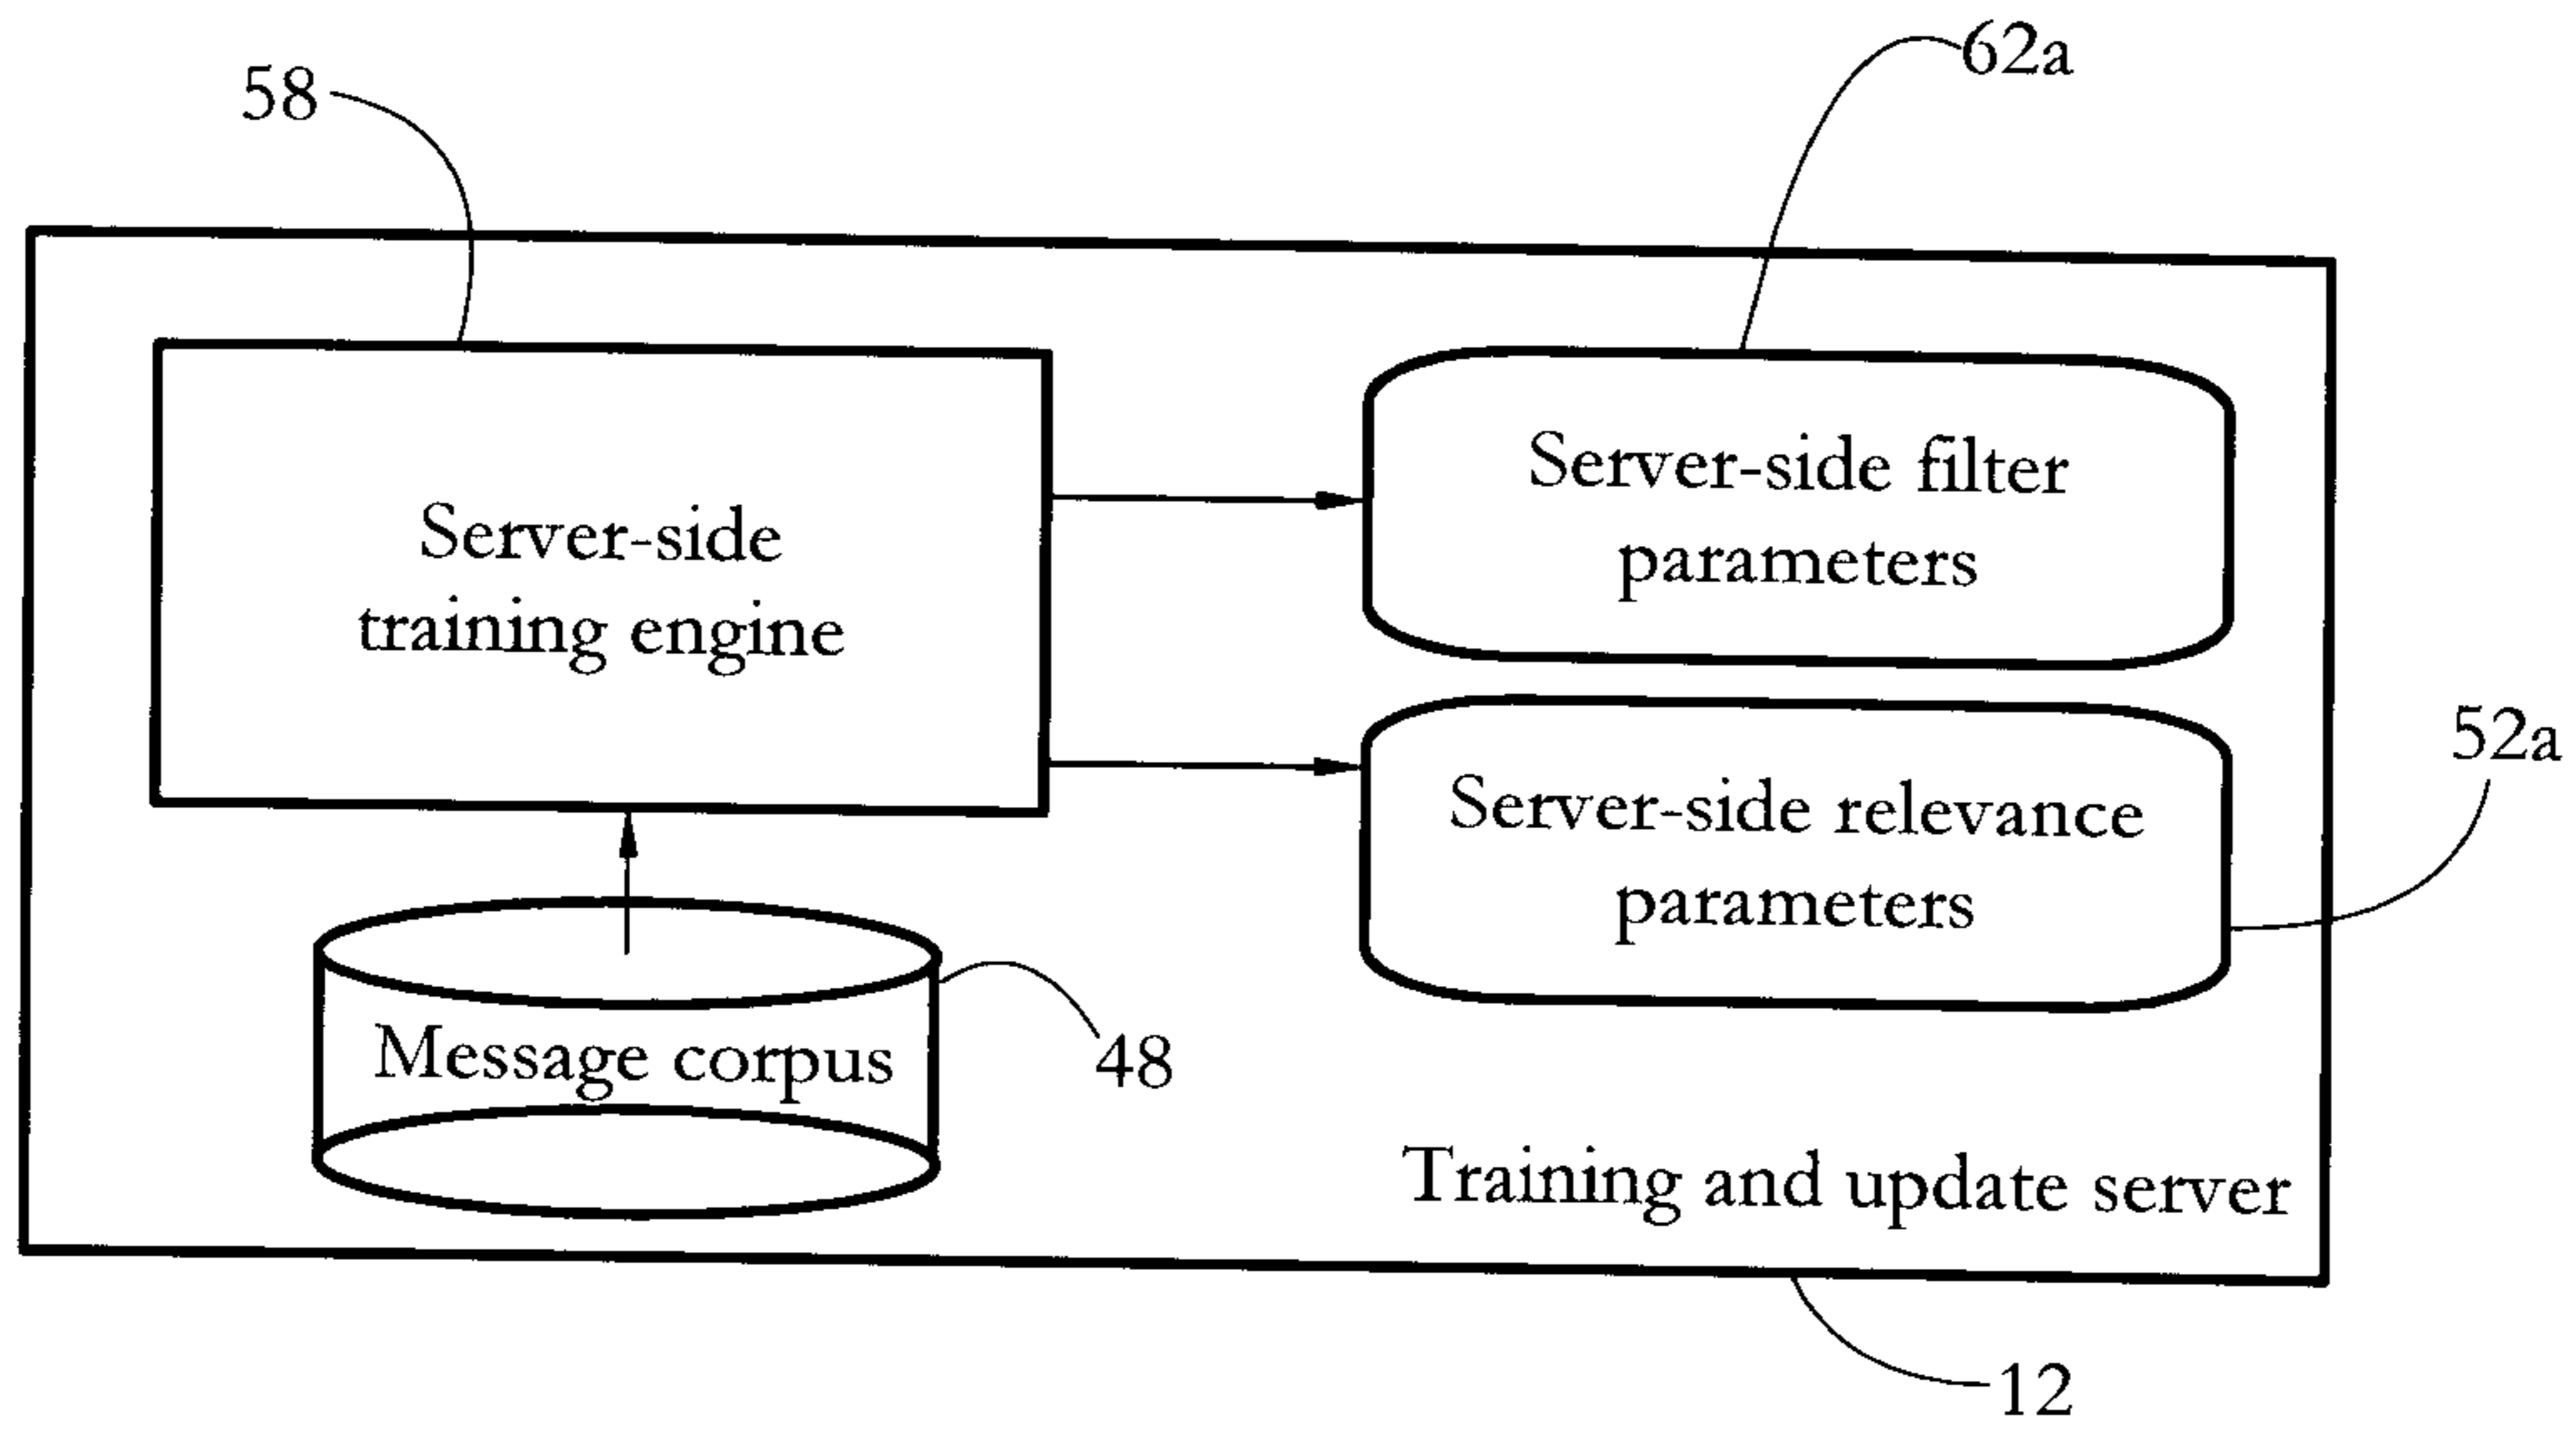 58
62a
Server-side
training engine
Server-side filter
parameters
52a
Server-side relevance
parameters
Message corpus
48
Training and update server
12